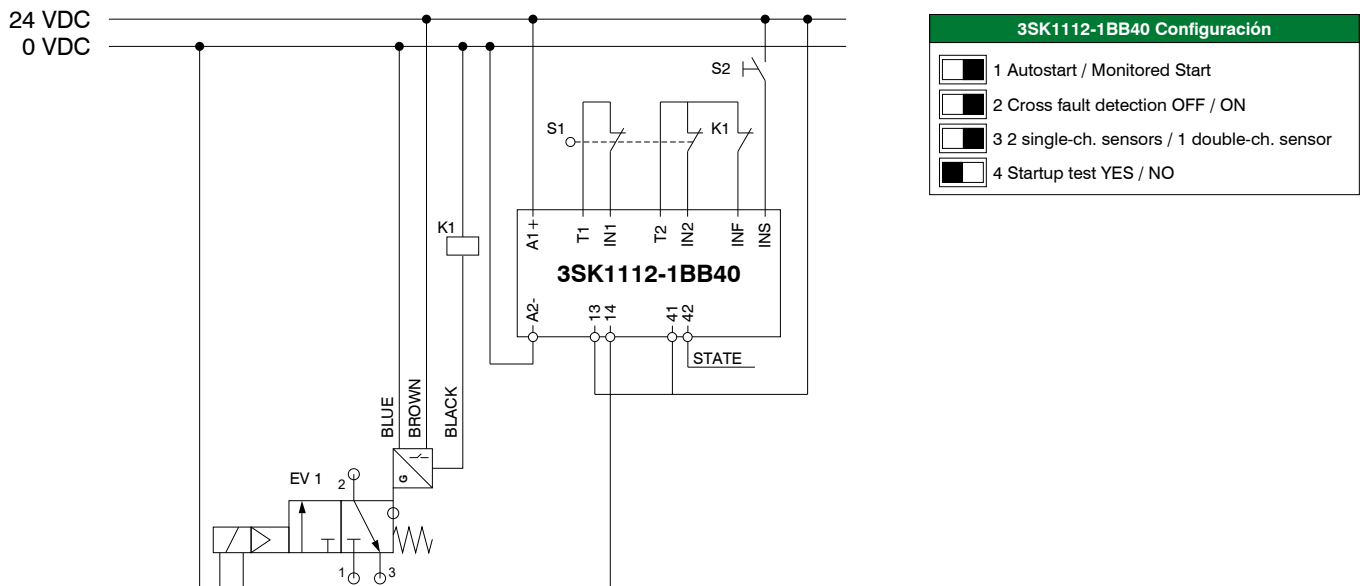 24 VDC
0 VDC
3SK1112-1BB40 Configuración
1 Autostart / Monitored Start
2 Cross fault detection OFF / ON
3 2 single-ch. sensors / 1 double-ch. sensor
4 Startup test YES / NO
S2
S1
K1
K1
A1+
T1
IN1
T2
IN2
INF
INS
3SK1112-1BB40
A2-
13
14
41
42
STATE
BLUE
BROWN
BLACK
G
EV 1
2
1
3